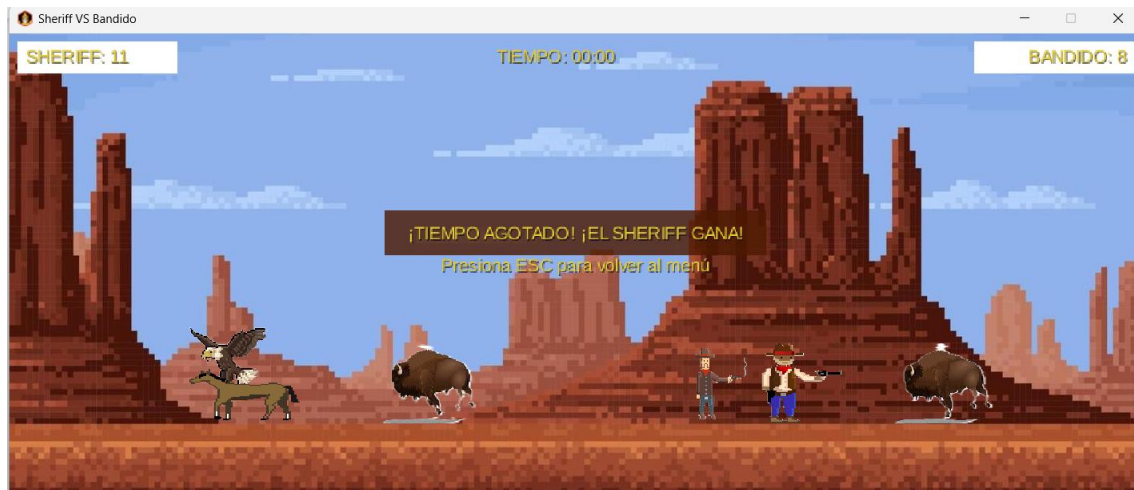 Sheriff VS Bandido
SHERIFF: 11
TIEMPO: 00:00
BANDIDO: 8
¡TIEMPO AGOTADO! ¡EL SHERIFF GANA!
Presiona ESC para volver al menú